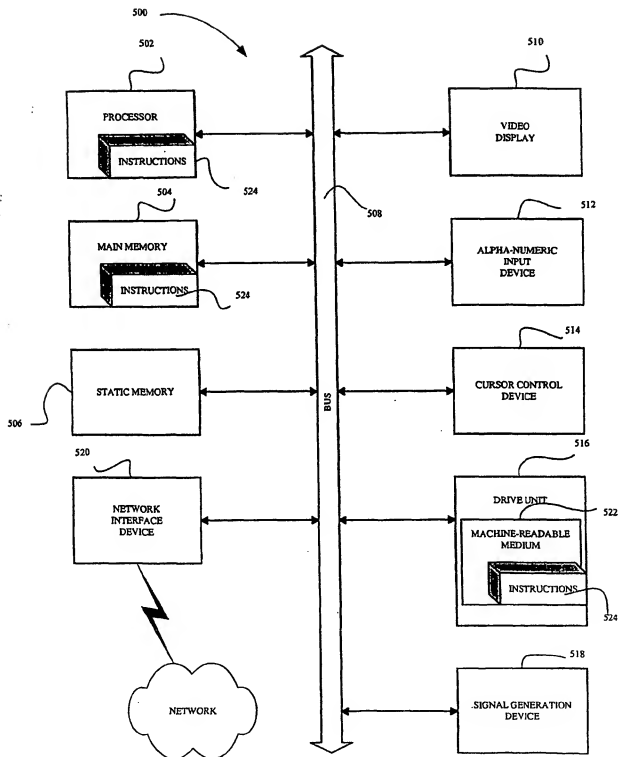 500
502
PROCESSOR
INSTRUCTIONS
524
504
MAIN MEMORY
INSTRUCTIONS
524
STATIC MEMORY
506
520
NETWORK
INTERFACE
DEVICE
NETWORK
508
BUS
510
VIDEO
DISPLAY
512
ALPHA-NUMERIC
INPUT
DEVICE
514
CURSOR CONTROL
DEVICE
516
DRIVE UNIT
522
MACHINE-READABLE
MEDIUM
INSTRUCTIONS
524
518
SIGNAL GENERATION
DEVICE